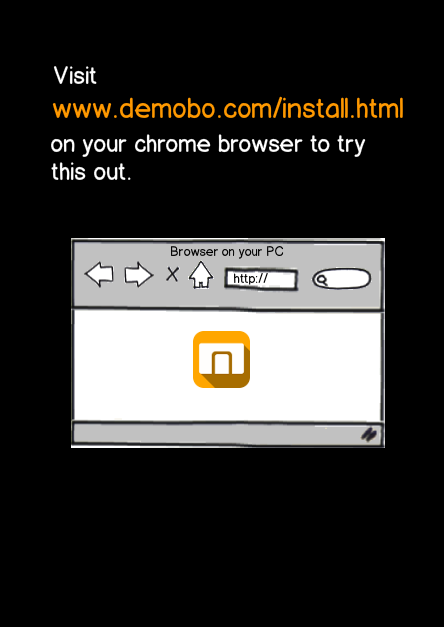 Visit
www.demobo.com/install.html
on your chrome browser to try
this out.
Browser on your PC
http://